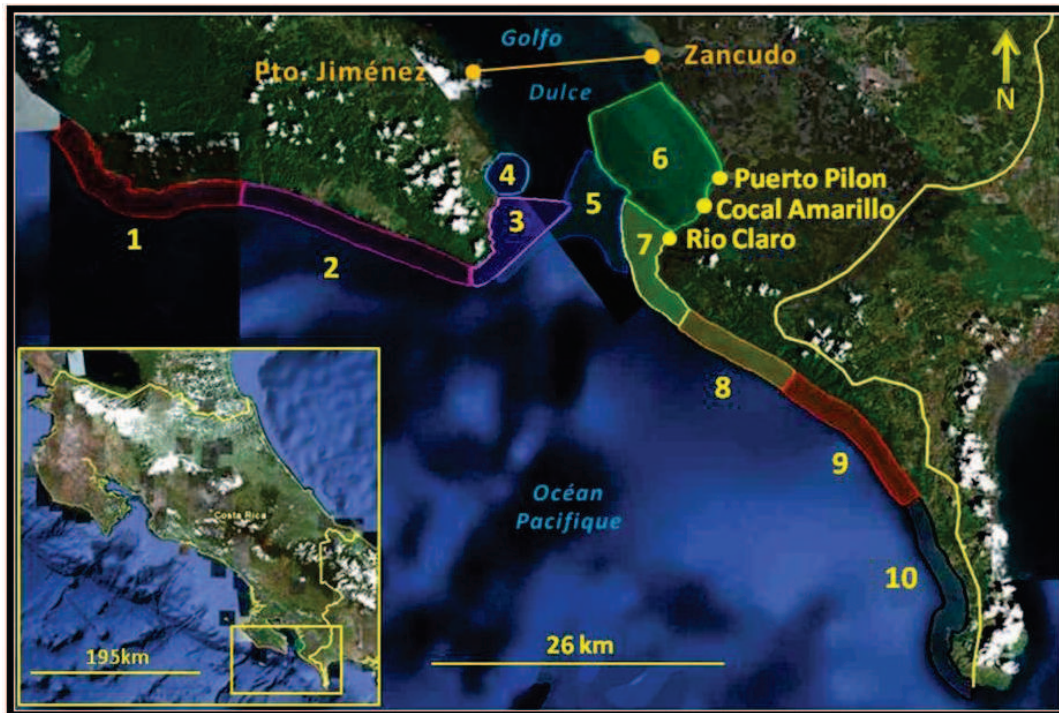 Golfo
Dulce
Pto. Jiménez
Zancudo
N
1
2
3
4
5
6
7
Puerto Pilon
Cocal Amarillo
Rio Claro
8
9
10
Océan
Pacifique
26 km
Costa Rica
195km